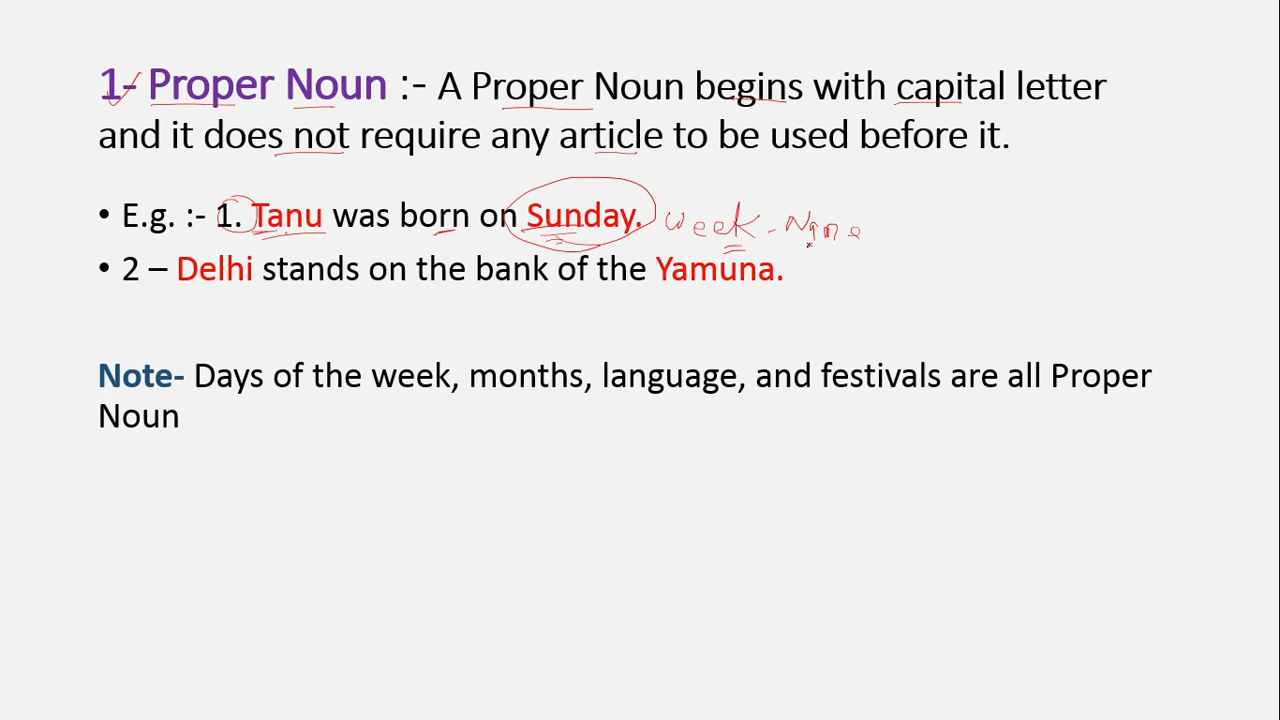 1- Proper Noun :- A Proper Noun begins with capital letter
and it does not require any article to be used before it.
• E.g. :- 1. Tanu was born on Sunday. week - Name
• 2 – Delhi stands on the bank of the Yamuna.
Note- Days of the week, months, language, and festivals are all Proper
Noun